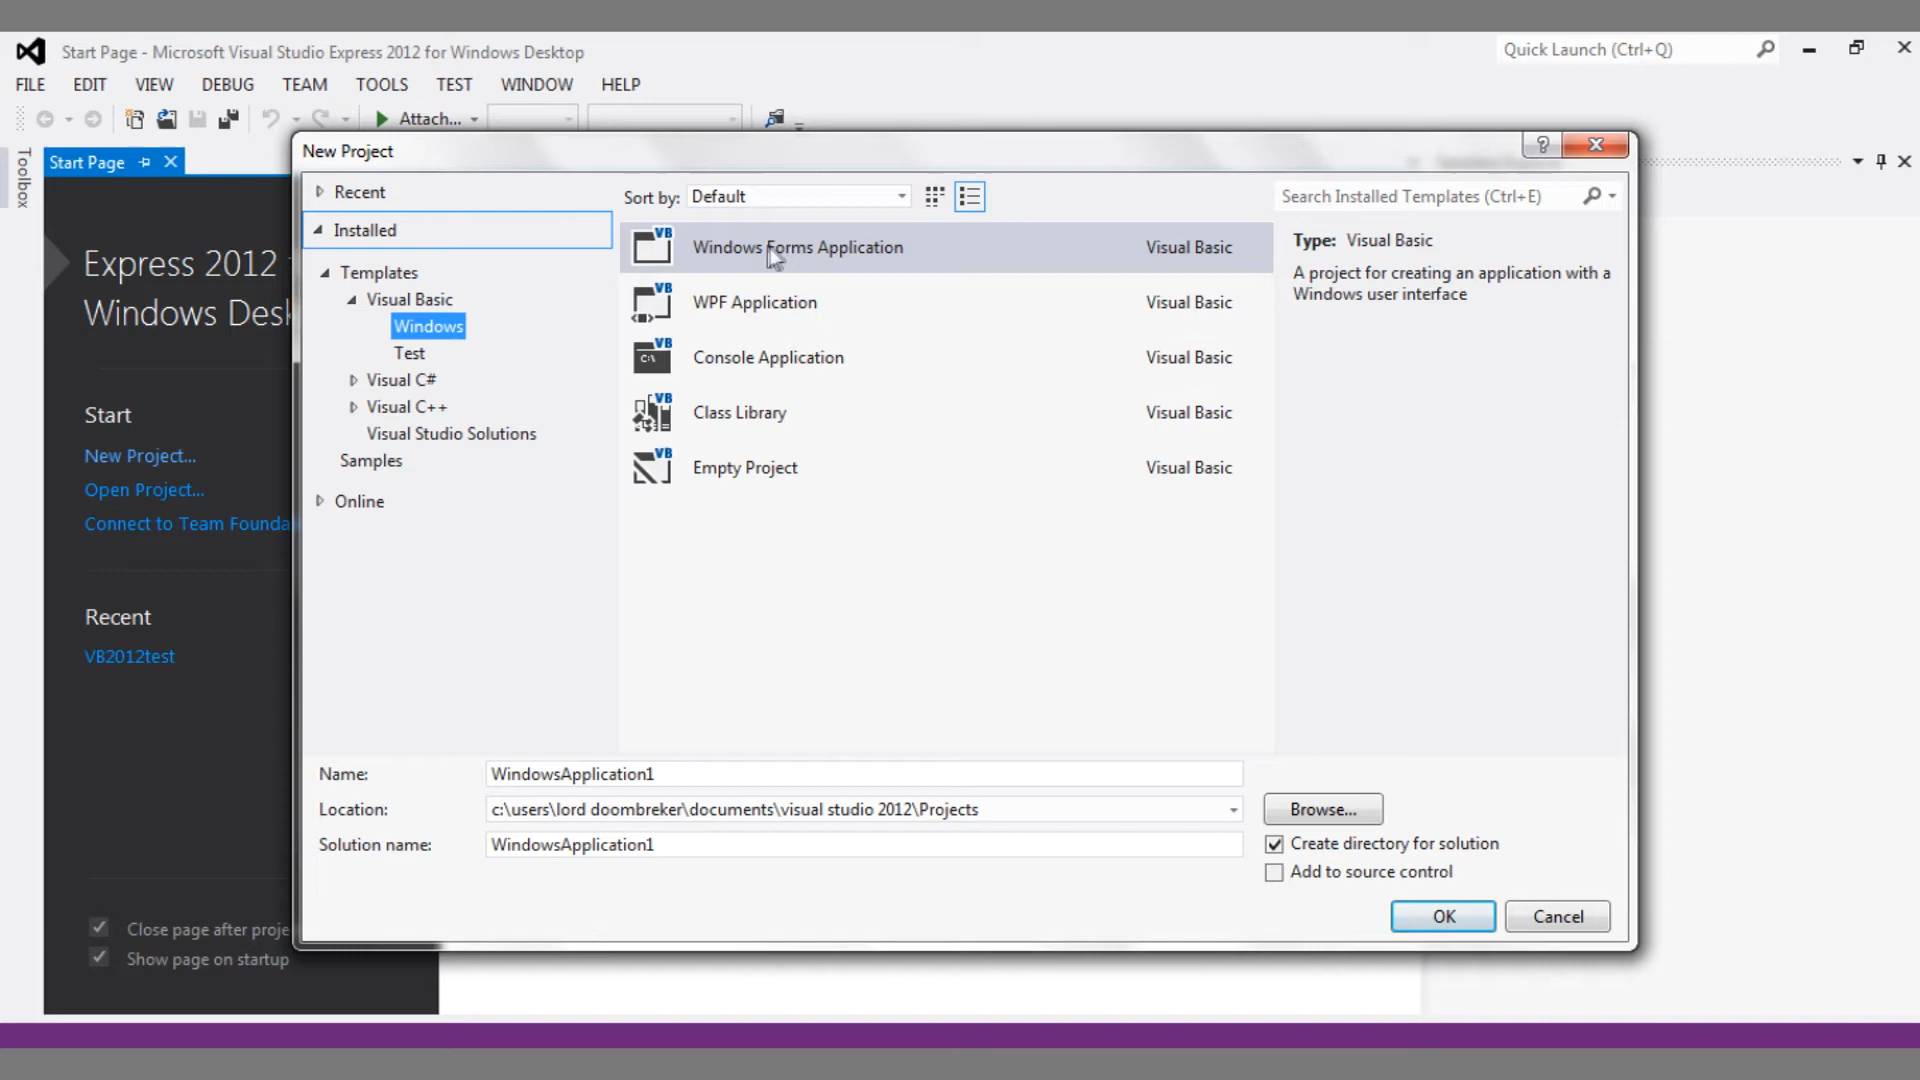 Start Page - Microsoft Visual Studio Express 2012 for Windows Desktop
Quick Launch (Ctrl+Q)
FILE EDIT VIEW DEBUG TEAM TOOLS TEST WINDOW HELP
Attach...
Toolbox
Start Page
Express 2012
Windows Desk
Start
New Project...
Open Project...
Connect to Team Founda
Recent
VB2012test
Close page after proje
Show page on startup
New Project
Recent
Installed
Templates
Visual Basic
Windows
Test
Visual C#
Visual C++
Visual Studio Solutions
Samples
Online
Sort by: Default
Search Installed Templates (Ctrl+E)
VB Windows Forms Application Visual Basic
VB WPF Application Visual Basic
VB C:\ Console Application Visual Basic
VB Class Library Visual Basic
VB Empty Project Visual Basic
Type: Visual Basic
A project for creating an application with a
Windows user interface
Name: WindowsApplication1
Location: c:\users\lord doombreker\documents\visual studio 2012\Projects
Browse...
Solution name: WindowsApplication1
Create directory for solution
Add to source control
OK Cancel